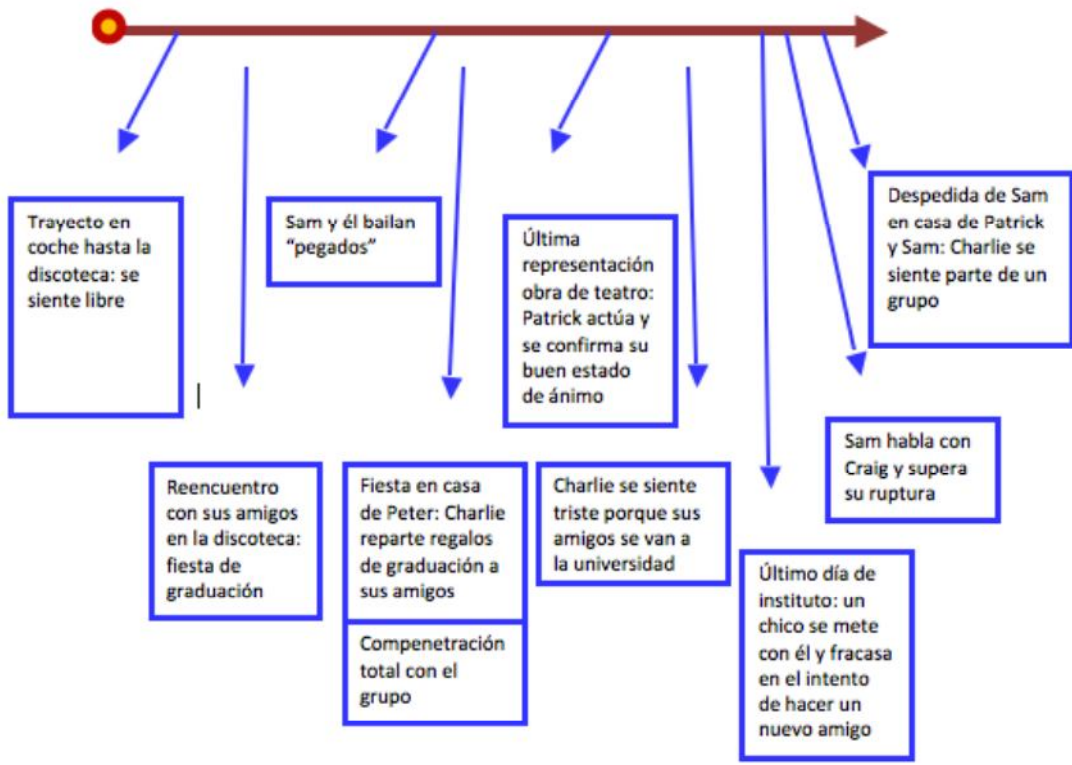 Trayecto en
coche hasta la
discoteca: se
siente libre
Reencuentro
con sus amigos
en la discoteca:
fiesta de
graduación
Sam y él bailan
“pegados”
Fiesta en casa
de Peter: Charlie
reparte regalos
de graduación a
sus amigos
Compenetración
total con el
grupo
Última
representación
obra de teatro:
Patrick actúa y
se confirma su
buen estado
de ánimo
Charlie se siente
triste porque sus
amigos se van a
la universidad
Último día de
instituto: un
chico se mete
con él y fracasa
en el intento
de hacer un
nuevo amigo
Sam habla con
Craig y supera
su ruptura
Despedida de Sam
en casa de Patrick
y Sam: Charlie se
siente parte de un
grupo